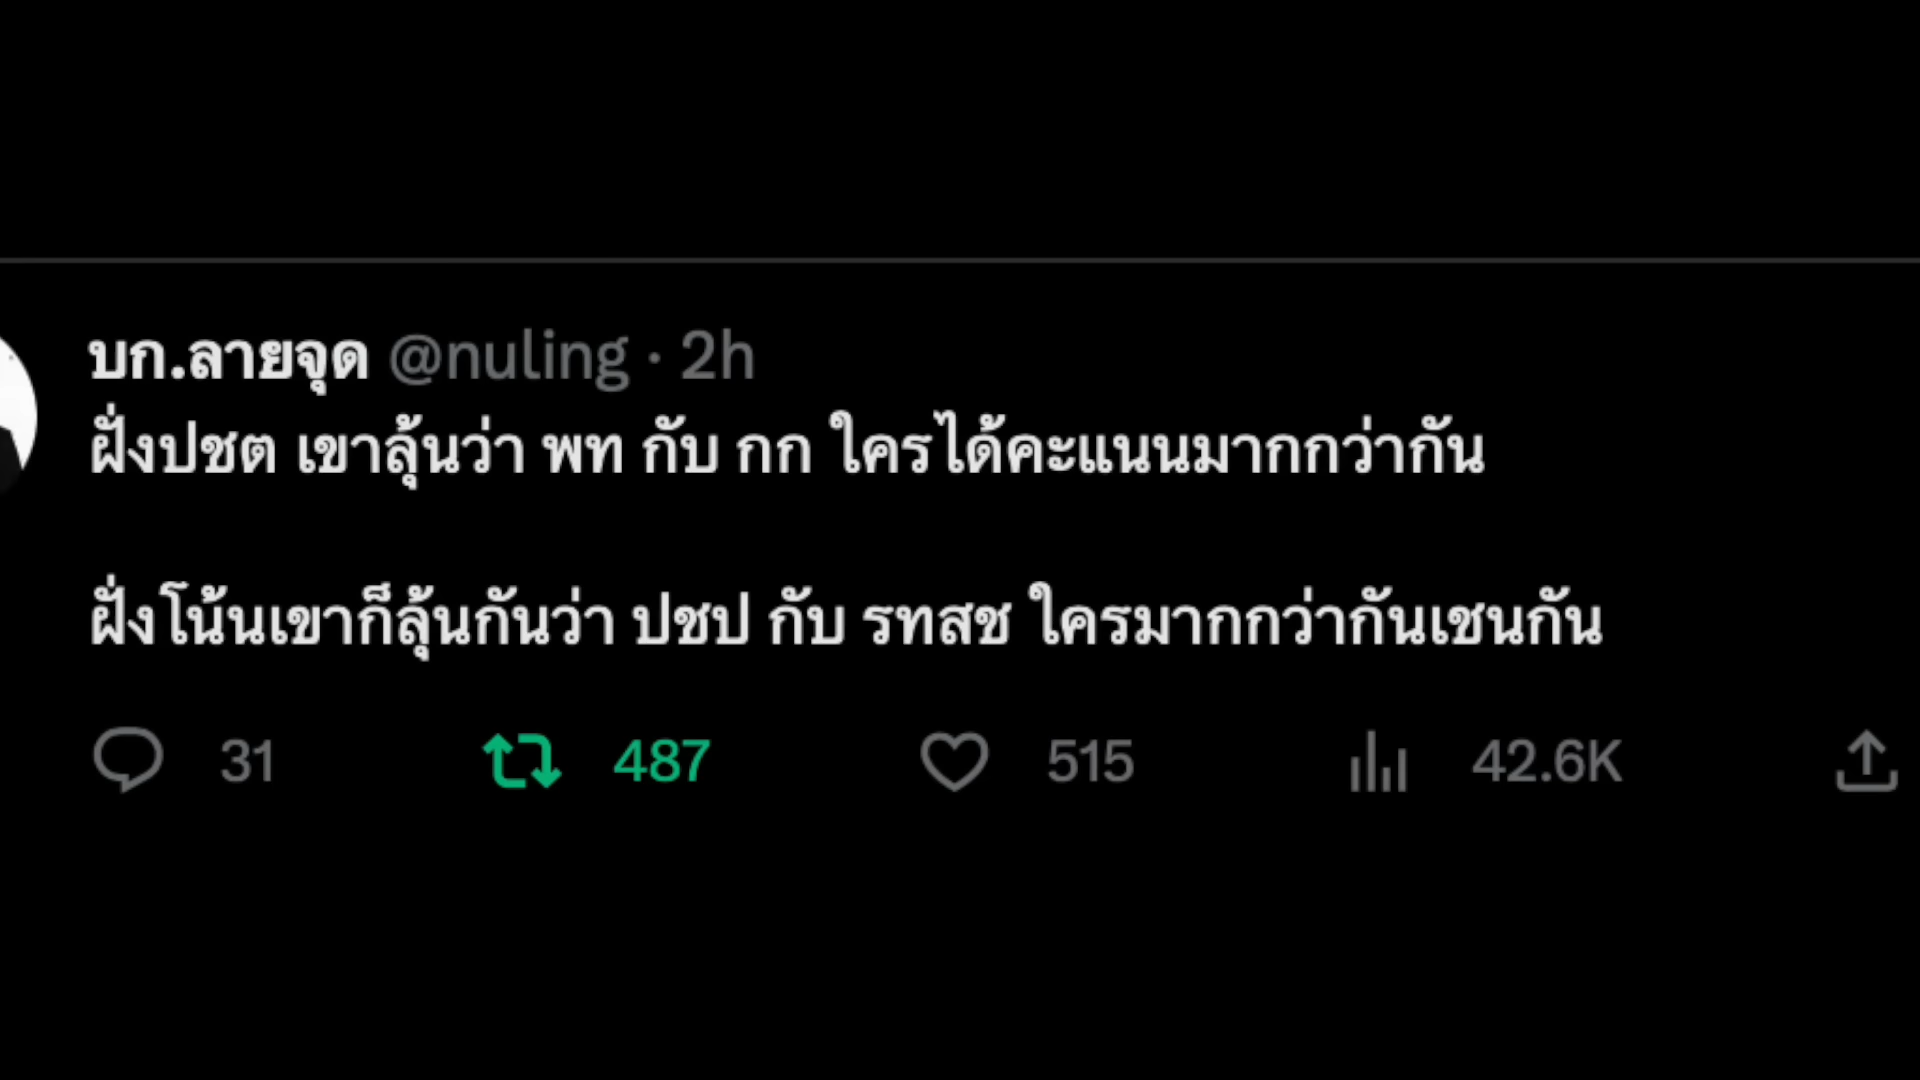 บก.ลายจุด @nuling · 2h
ฝั่งปชต เขาลุ้นว่า พท กับ กก ใครได้คะแนนมากกว่ากัน
ฝั่งโน้นเขาก็ลุ้นกันว่า ปชป กับ รทสช ใครมากกว่ากันเชนกัน
31 487 515 42.6K